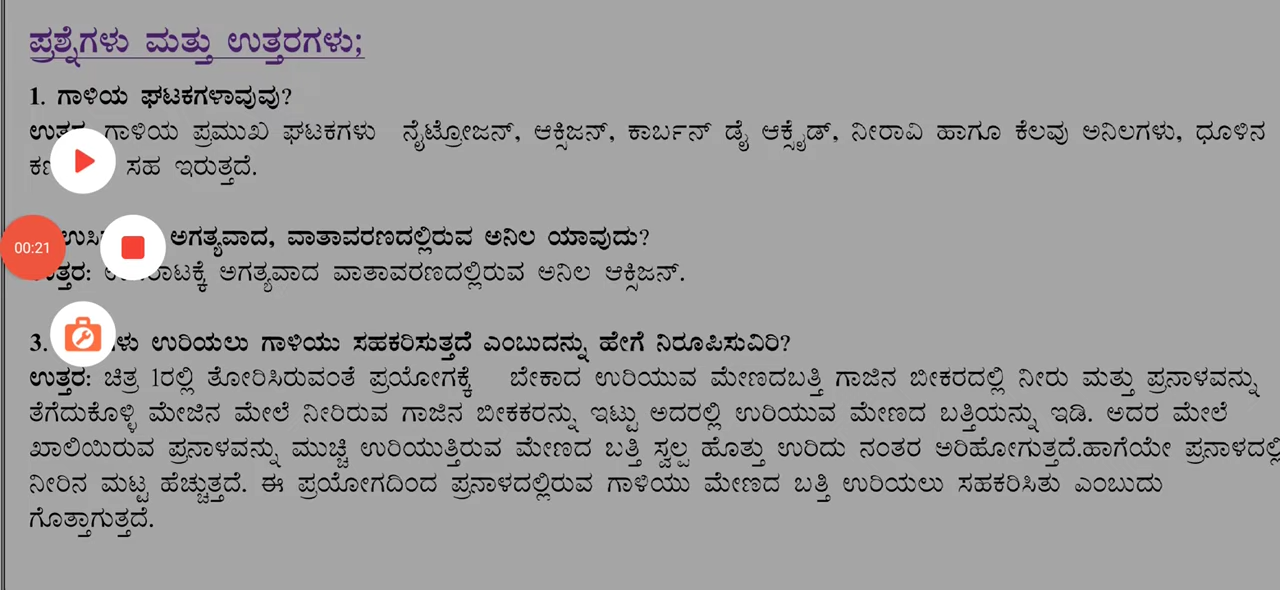 ಪ್ರಶ್ನೆಗಳು ಮತ್ತು ಉತ್ತರಗಳು;
1. ಗಾಳಿಯ ಘಟಕಗಳಾವುವು?
ಗಾಳಿಯ ಪ್ರಮುಖ ಘಟಕಗಳು ನೈಟ್ರೋಜನ್, ಆಕ್ಸಿಜನ್, ಕಾರ್ಬನ್ ಡೈ ಆಕ್ಸೈಡ್, ನೀರಾವಿ ಹಾಗೂ ಕೆಲವು ಅನಿಲಗಳು, ಧೂಳಿನ
ಸಹ ಇರುತ್ತದೆ.
00:21 ಅಗತ್ಯವಾದ, ವಾತಾವರಣದಲ್ಲಿರುವ ಅನಿಲ ಯಾವುದು?
ಅಗತ್ಯವಾದ ವಾತಾವರಣದಲ್ಲಿರುವ ಅನಿಲ ಆಕ್ಸಿಜನ್.
3. ಉರಿಯಲು ಗಾಳಿಯು ಸಹಕರಿಸುತ್ತದೆ ಎಂಬುದನ್ನು ಹೇಗೆ ನಿರೂಪಿಸುವಿರಿ?
ಉತ್ತರ: ಚಿತ್ರ 1ರಲ್ಲಿ ತೋರಿಸಿರುವಂತೆ ಪ್ರಯೋಗಕ್ಕೆ ಬೇಕಾದ ಉರಿಯುವ ಮೇಣದಬತ್ತಿ ಗಾಜಿನ ಬೀಕರದಲ್ಲಿ ನೀರು ಮತ್ತು ಪ್ರನಾಳವನ್ನು
ತೆಗೆದುಕೊಳ್ಳಿ ಮೇಜಿನ ಮೇಲೆ ನೀರಿರುವ ಗಾಜಿನ ಬೀಕಕರನ್ನು ಇಟ್ಟು ಅದರಲ್ಲಿ ಉರಿಯುವ ಮೇಣದ ಬತ್ತಿಯನ್ನು ಇಡಿ. ಅದರ ಮೇಲೆ
ಖಾಲಿಯಿರುವ ಪ್ರನಾಳವನ್ನು ಮುಚ್ಚಿ ಉರಿಯುತ್ತಿರುವ ಮೇಣದ ಬತ್ತಿ ಸ್ವಲ್ಪ ಹೊತ್ತು ಉರಿದು ನಂತರ ಆರಿಹೋಗುತ್ತದೆ.ಹಾಗೆಯೇ ಪ್ರನಾಳದಲ್ಲಿ
ನೀರಿನ ಮಟ್ಟ ಹೆಚ್ಚುತ್ತದೆ. ಈ ಪ್ರಯೋಗದಿಂದ ಪ್ರನಾಳದಲ್ಲಿರುವ ಗಾಳಿಯು ಮೇಣದ ಬತ್ತಿ ಉರಿಯಲು ಸಹಕರಿಸಿತು ಎಂಬುದು
ಗೊತ್ತಾಗುತ್ತದೆ.